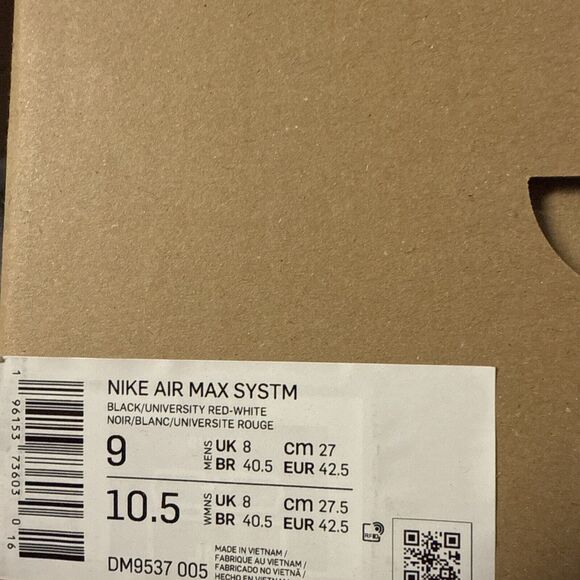 1 96153 73603 0 16
NIKE AIR MAX SYSTM
BLACK/UNIVERSITY RED-WHITE
NOIR/BLANC/UNIVERSITE ROUGE
9 MENS UK 8 cm 27
BR 40.5 EUR 42.5
10.5 WMNS UK 8 cm 27.5
BR 40.5 EUR 42.5
RFID
DM9537 005
MADE IN VIETNAM /
FABRIQUE AU VIETNAM /
FABRICADO NO VIETNÃ /
HECHO EN VIETNAM /